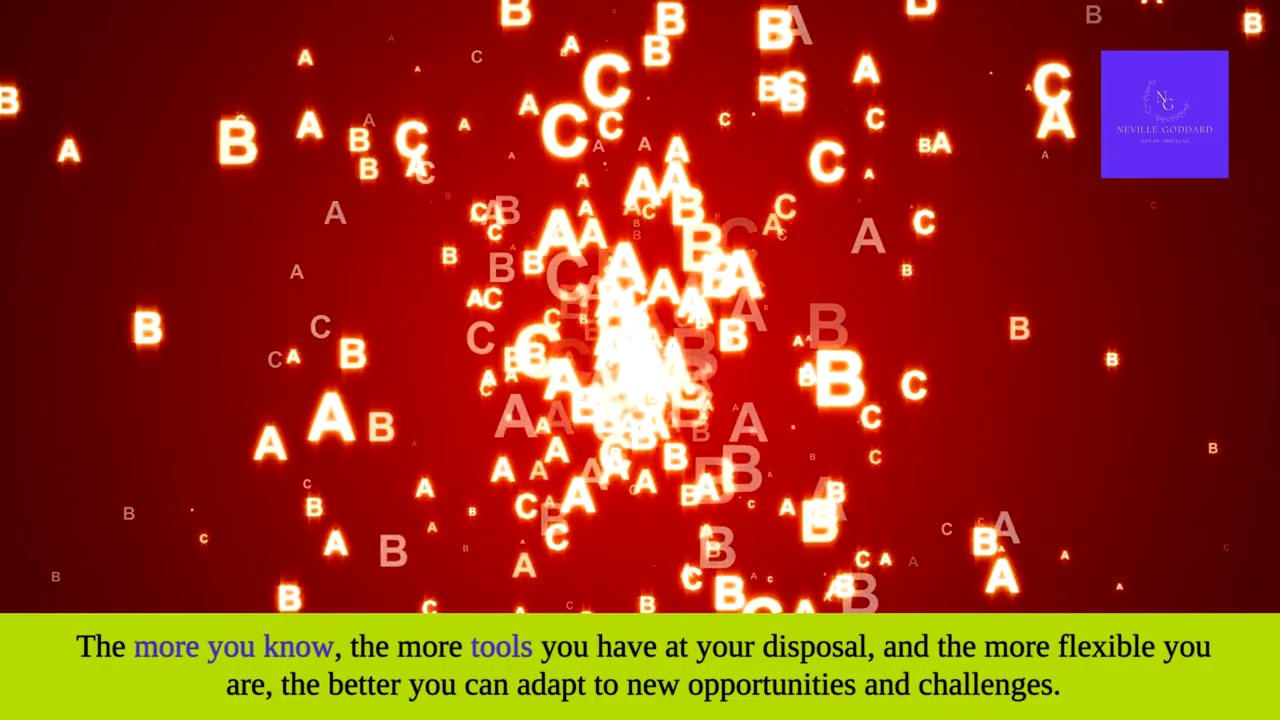 NG
NEVILLE GODDARD
The more you know, the more tools you have at your disposal, and the more flexible you
are, the better you can adapt to new opportunities and challenges.